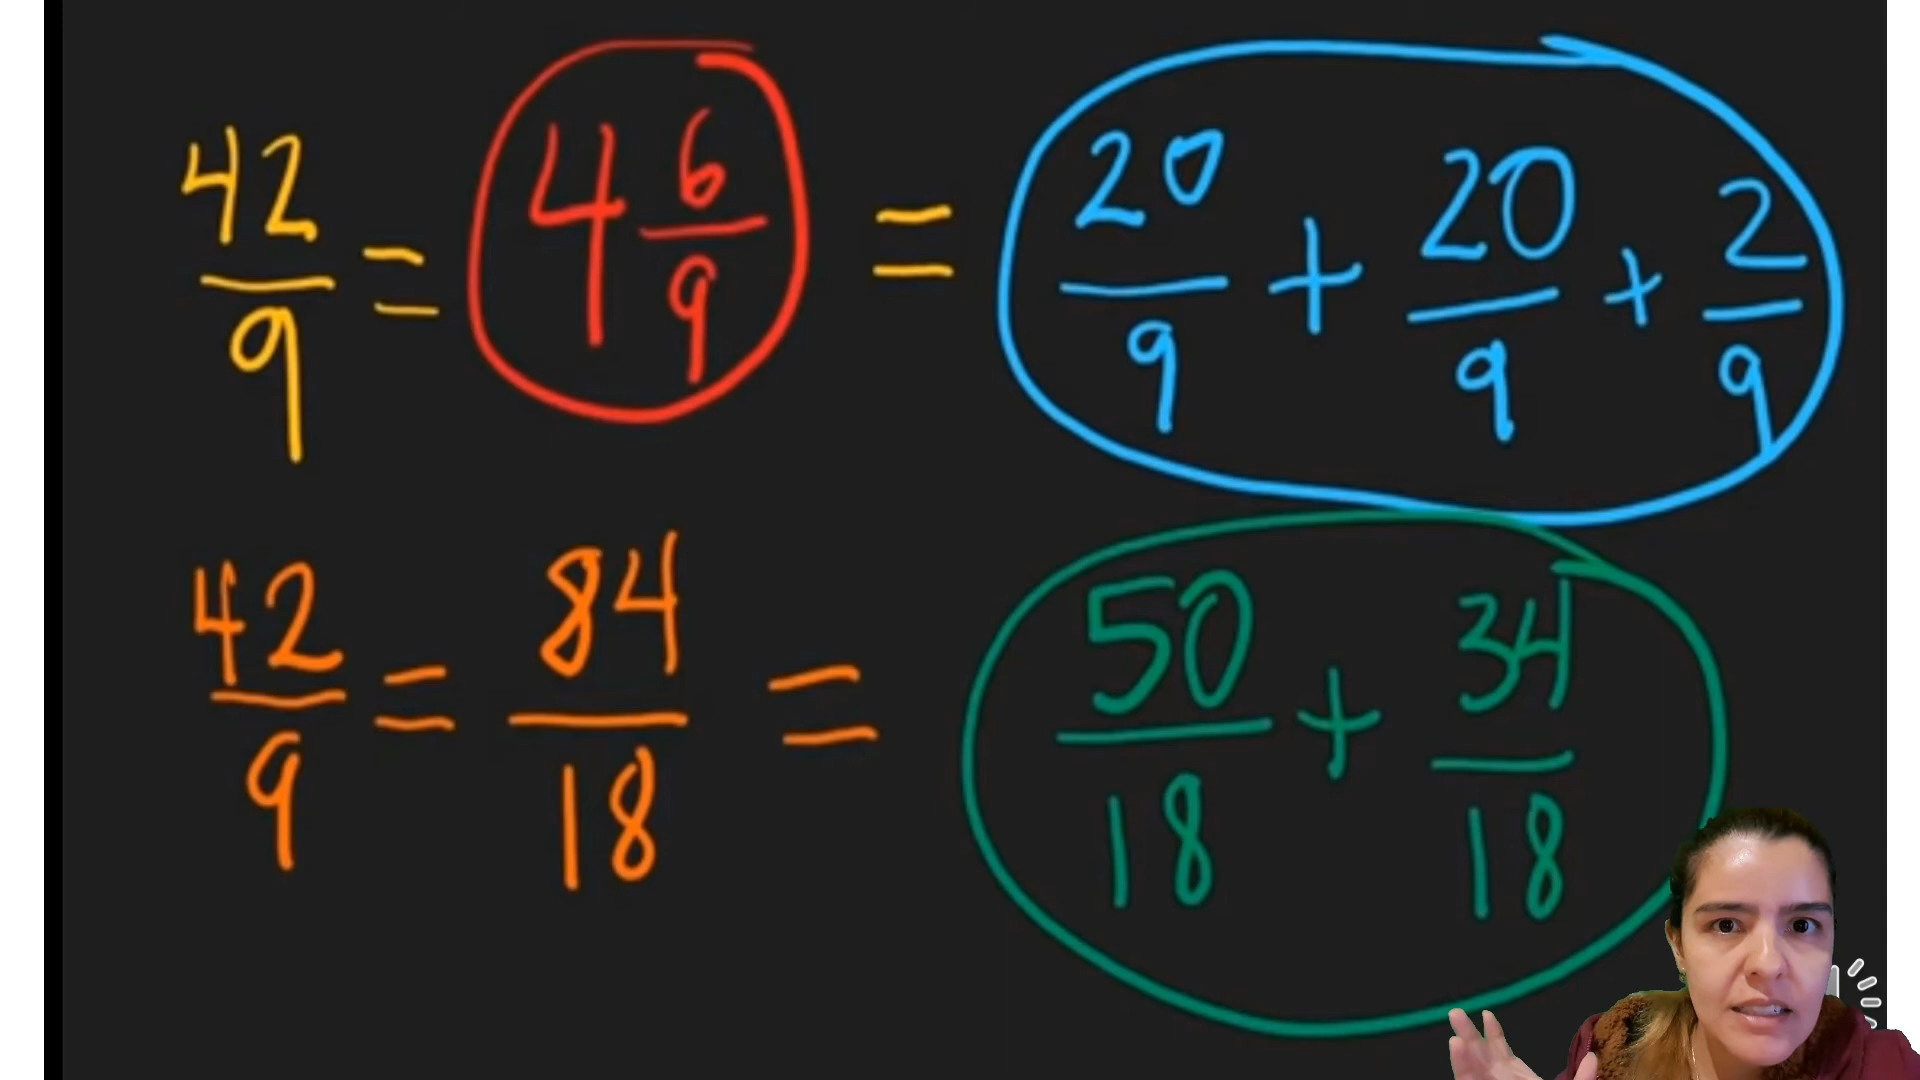 42/9 = 4 6/9 = 20/9 + 20/9 + 2/9
42/9 = 84/18 = 50/18 + 34/18